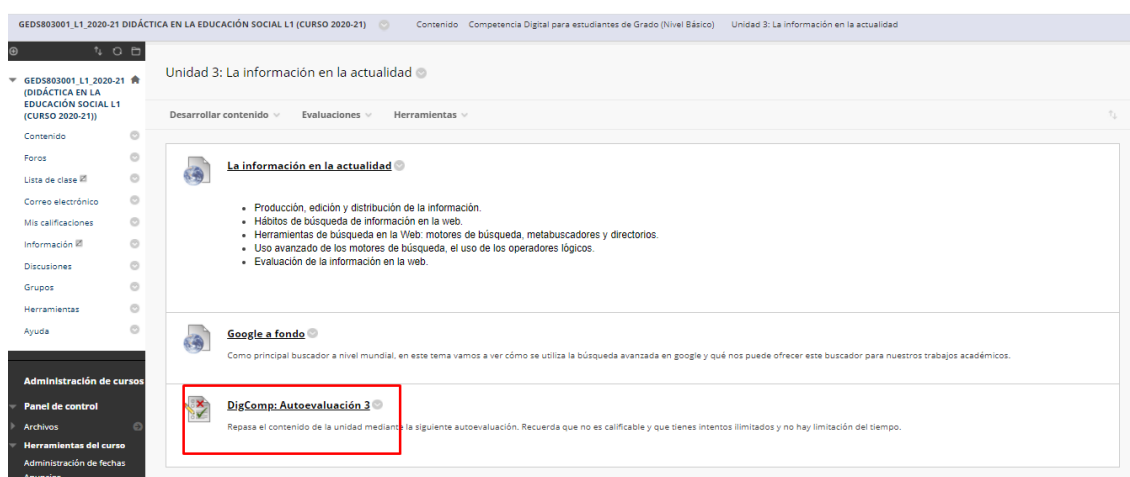 GEDS803001_L1_2020-21 DIDÁCTICA EN LA EDUCACIÓN SOCIAL L1 (CURSO 2020-21) Contenido Competencia Digital para estudiantes de Grado (Nivel Básico) Unidad 3: La información en la actualidad
GEDS803001_L1_2020-21
(DIDÁCTICA EN LA
EDUCACIÓN SOCIAL L1
(CURSO 2020-21))
Contenido
Foros
Lista de clase
Correo electrónico
Mis calificaciones
Información
Discusiones
Grupos
Herramientas
Ayuda
Administración de cursos
Panel de control
Archivos
Herramientas del curso
Administración de fechas
Anuncios
Unidad 3: La información en la actualidad
Desarrollar contenido Evaluaciones Herramientas
La información en la actualidad
• Producción, edición y distribución de la información.
• Hábitos de búsqueda de información en la web.
• Herramientas de búsqueda en la Web: motores de búsqueda, metabuscadores y directorios.
• Uso avanzado de los motores de búsqueda, el uso de los operadores lógicos.
• Evaluación de la información en la web.
Google a fondo
Como principal buscador a nivel mundial, en este tema vamos a ver cómo se utiliza la búsqueda avanzada en google y qué nos puede ofrecer este buscador para nuestros trabajos académicos.
DigComp: Autoevaluación 3
Repasa el contenido de la unidad mediante la siguiente autoevaluación. Recuerda que no es calificable y que tienes intentos ilimitados y no hay limitación del tiempo.